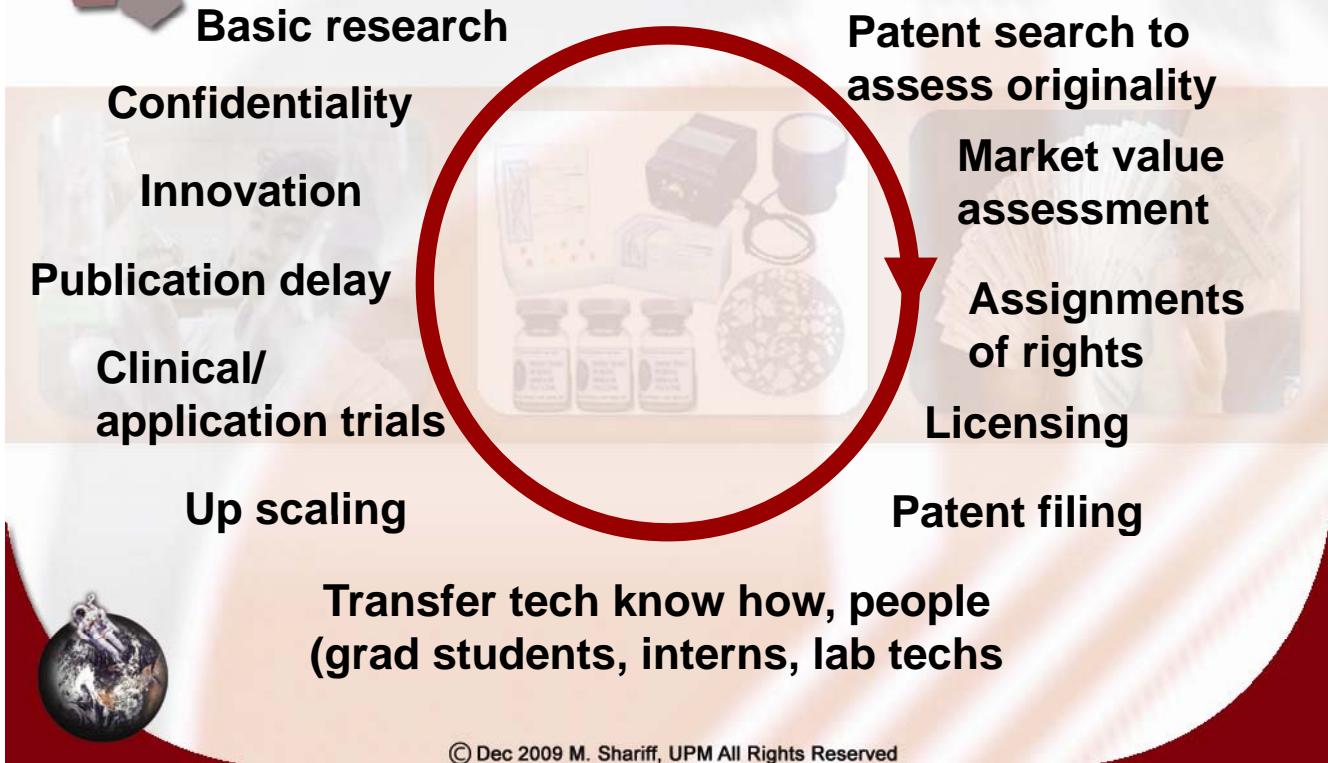 Basic research
Confidentiality
Innovation
Publication delay
Clinical/
application trials
Up scaling
Patent search to
assess originality
Market value
assessment
Assignments
of rights
Licensing
Patent filing
Transfer tech know how, people
(grad students, interns, lab techs
© Dec 2009 M. Shariff, UPM All Rights Reserved